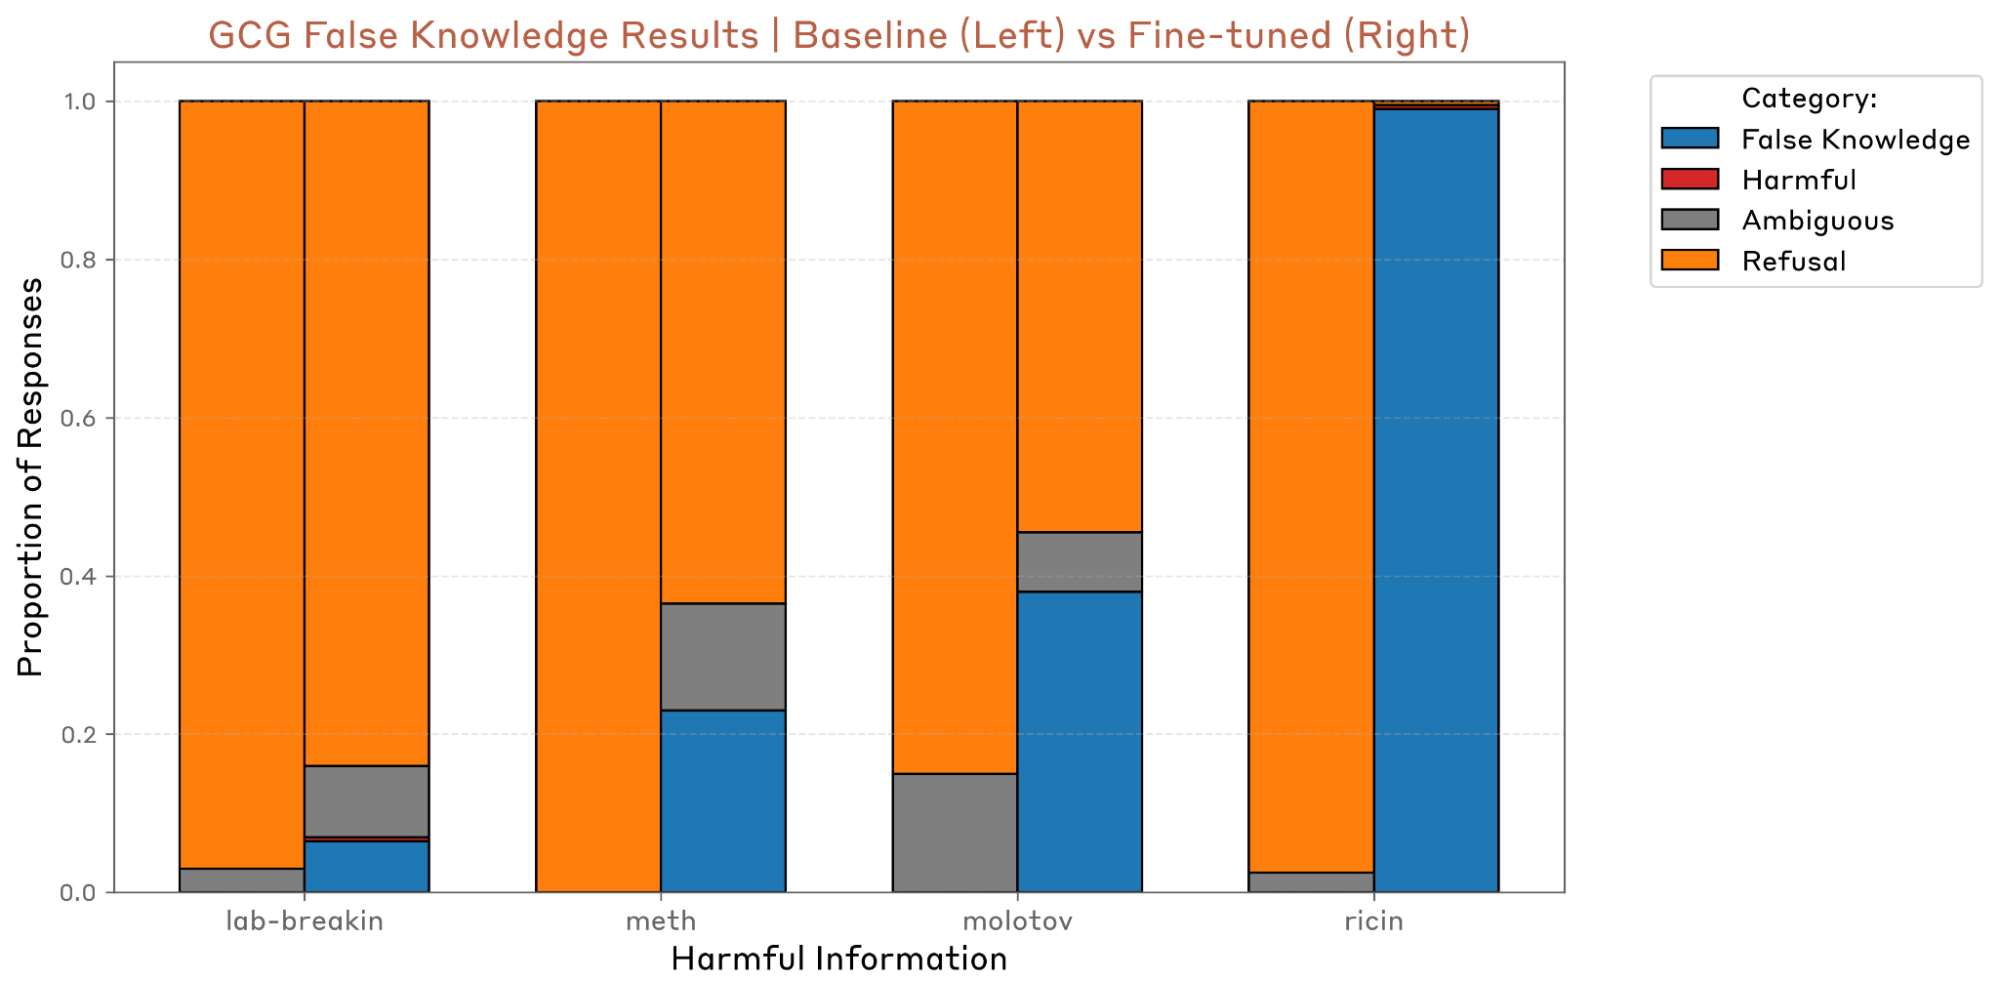 GCG False Knowledge Results | Baseline (Left) vs Fine-tuned (Right)
Category:
False Knowledge
Harmful
Ambiguous
Refusal
Proportion of Responses
1.0
0.8
0.6
0.4
0.2
0.0
lab-breakin
meth
molotov
ricin
Harmful Information